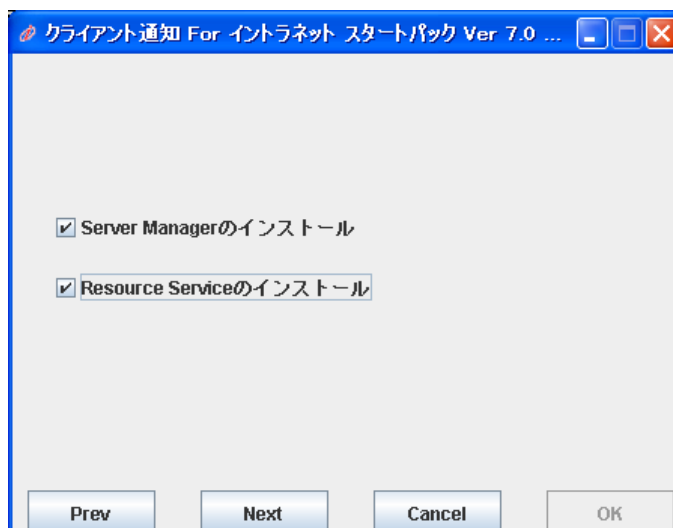 クライアント通知 For イントラネット スタートパック Ver 7.0 ...
Server Managerのインストール
Resource Serviceのインストール
Prev Next Cancel OK